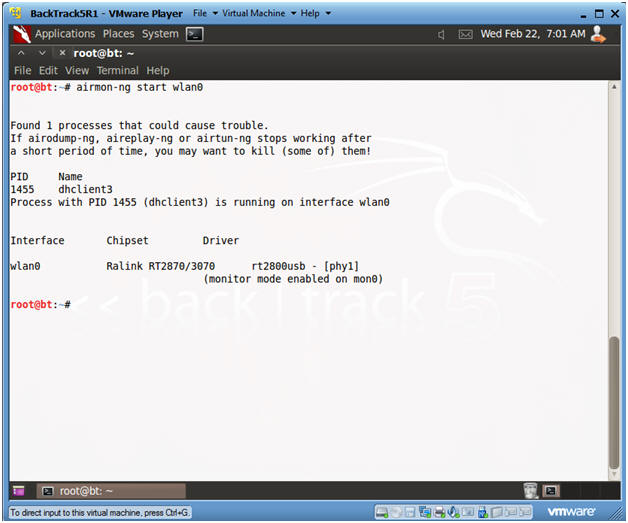 BackTrack5R1 - VMware Player File Virtual Machine Help
Applications Places System Wed Feb 22, 7:01 AM
root@bt: ~
File Edit View Terminal Help
root@bt:~# airmon-ng start wlan0
Found 1 processes that could cause trouble.
If airodump-ng, aireplay-ng or airtun-ng stops working after
a short period of time, you may want to kill (some of) them!
PID Name
1455 dhclient3
Process with PID 1455 (dhclient3) is running on interface wlan0
Interface Chipset Driver
wlan0 Ralink RT2870/3070 rt2800usb - [phy1]
(monitor mode enabled on mon0)
root@bt:~#
<< back | track 5
root@bt: ~
To direct input to this virtual machine, press Ctrl+G.
vmware